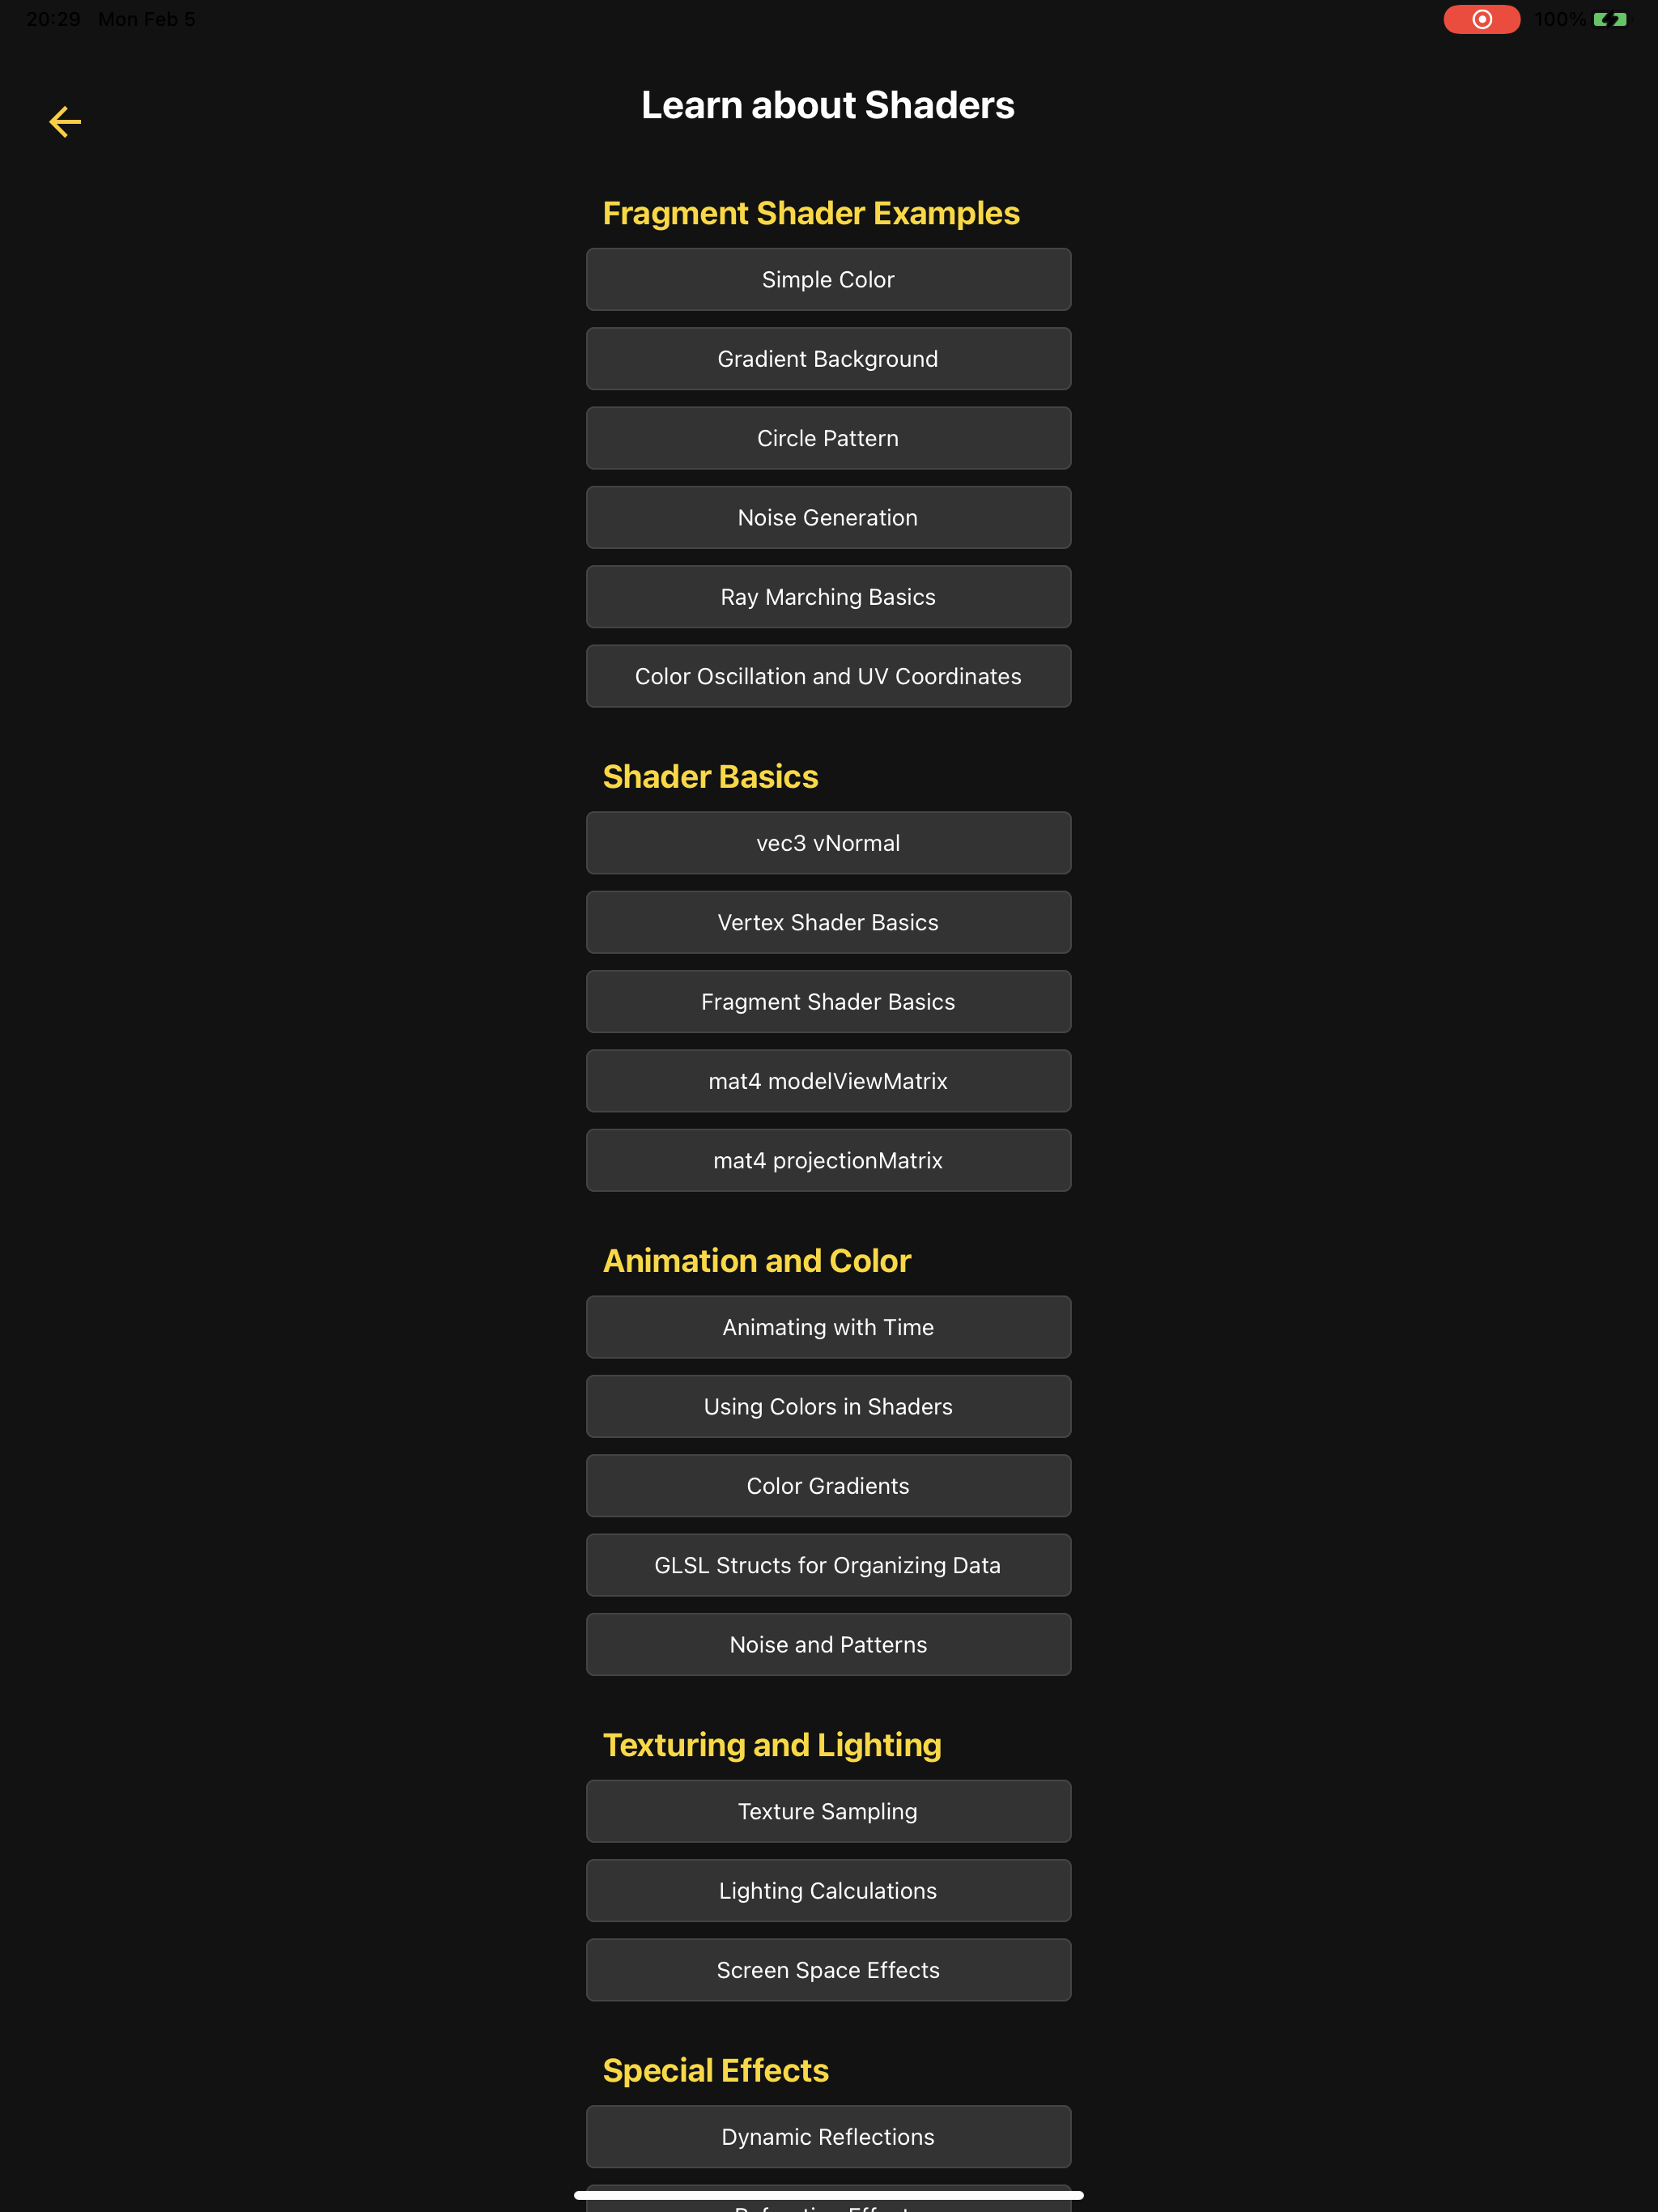 20:29 Mon Feb 5
100%
Learn about Shaders
Fragment Shader Examples
Simple Color
Gradient Background
Circle Pattern
Noise Generation
Ray Marching Basics
Color Oscillation and UV Coordinates
Shader Basics
vec3 vNormal
Vertex Shader Basics
Fragment Shader Basics
mat4 modelViewMatrix
mat4 projectionMatrix
Animation and Color
Animating with Time
Using Colors in Shaders
Color Gradients
GLSL Structs for Organizing Data
Noise and Patterns
Texturing and Lighting
Texture Sampling
Lighting Calculations
Screen Space Effects
Special Effects
Dynamic Reflections